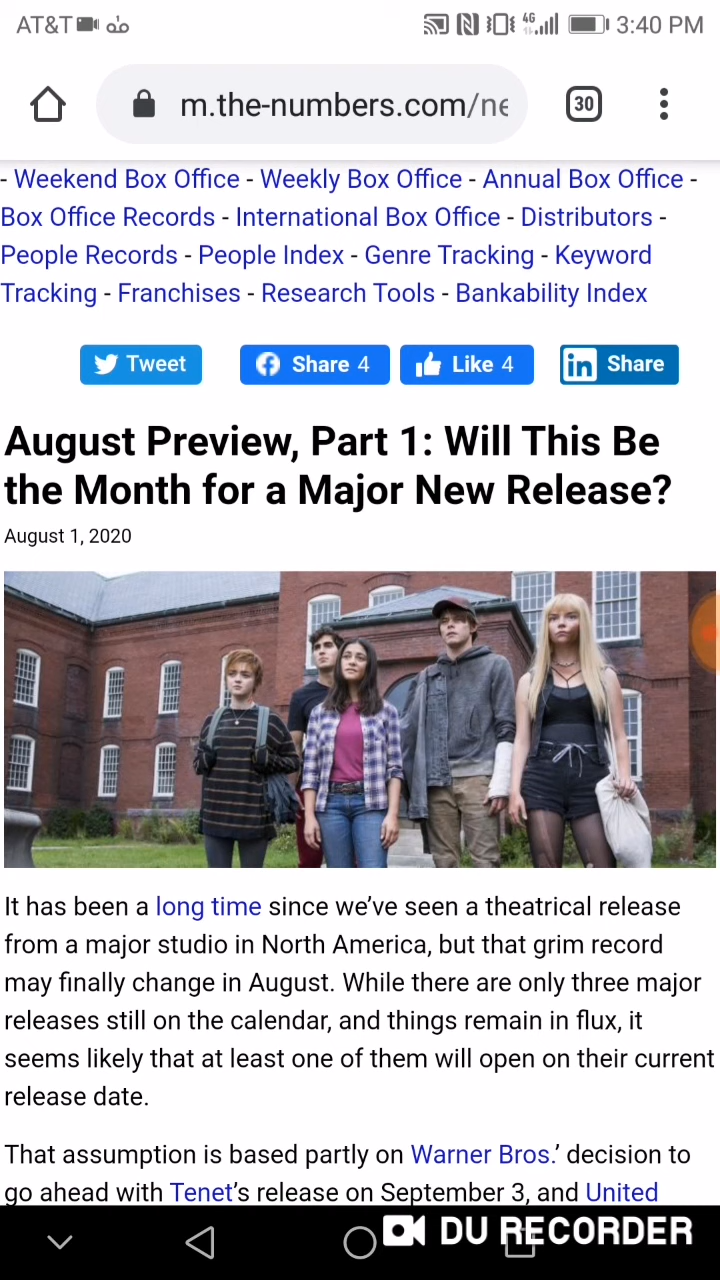 AT&T 4G 3:40 PM
m.the-numbers.com/ne 30
- Weekend Box Office - Weekly Box Office - Annual Box Office -
Box Office Records - International Box Office - Distributors -
People Records - People Index - Genre Tracking - Keyword
Tracking - Franchises - Research Tools - Bankability Index
Tweet Share 4 Like 4 in Share
August Preview, Part 1: Will This Be
the Month for a Major New Release?
August 1, 2020
It has been a long time since we’ve seen a theatrical release
from a major studio in North America, but that grim record
may finally change in August. While there are only three major
releases still on the calendar, and things remain in flux, it
seems likely that at least one of them will open on their current
release date.
That assumption is based partly on Warner Bros.’ decision to
go ahead with Tenet’s release on September 3, and United
DU RECORDER